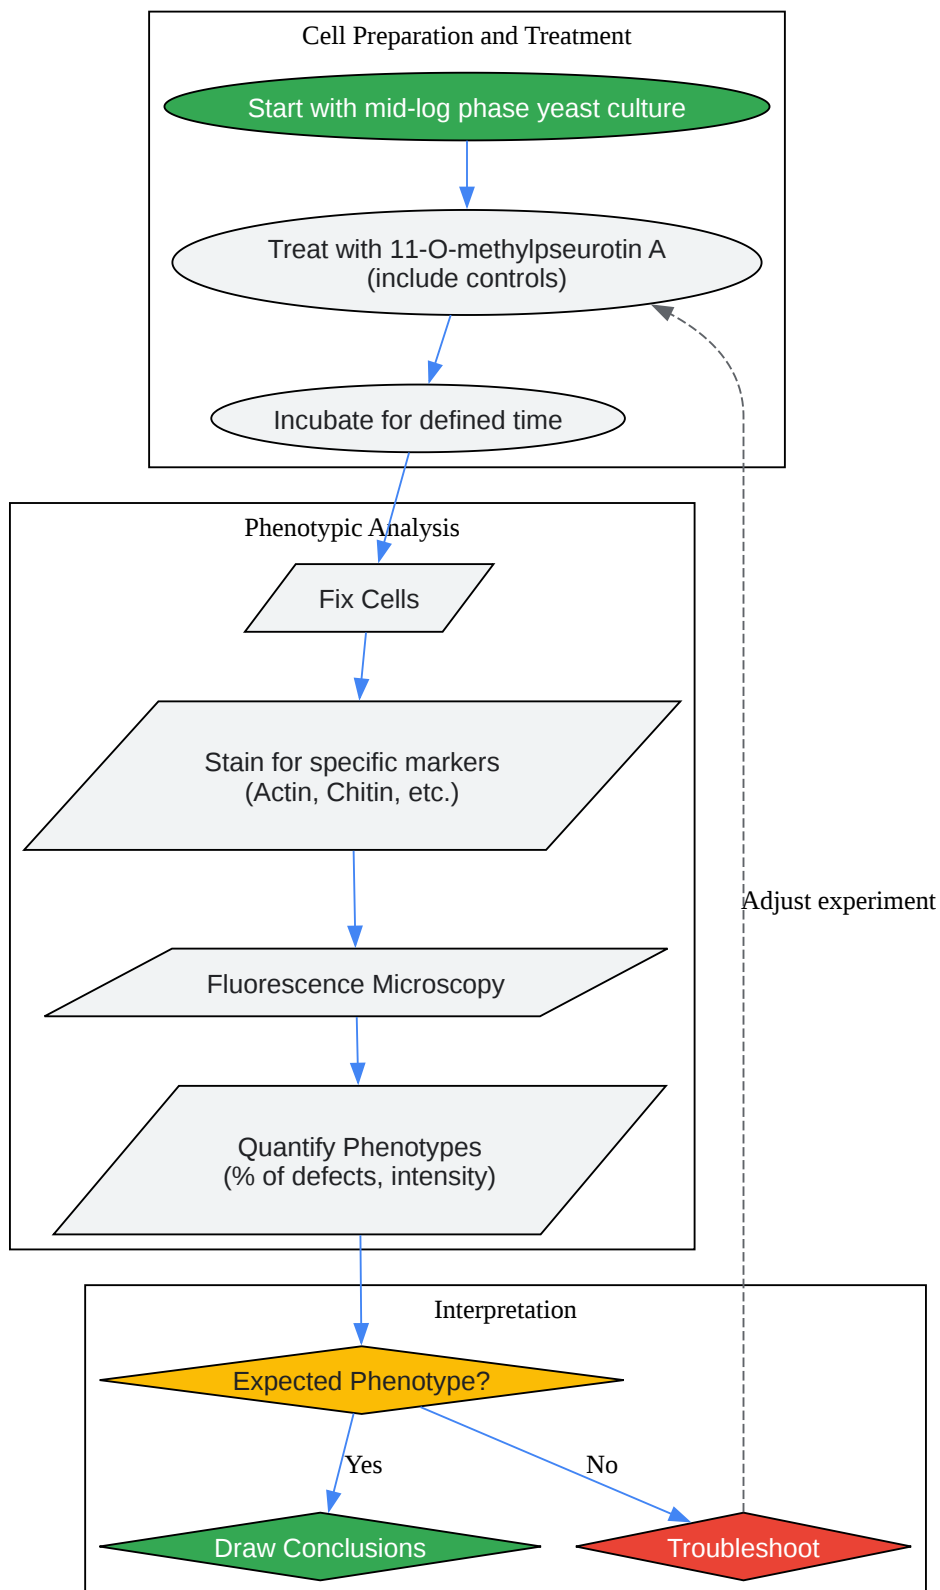 Cell Preparation and Treatment
Start with mid-log phase yeast culture
Treat with 11-O-methylpseurotin A
(include controls)
Incubate for defined time
Phenotypic Analysis
Fix Cells
Stain for specific markers
(Actin, Chitin, etc.)
Adjust experiment
Fluorescence Microscopy
Quantify Phenotypes
(% of defects, intensity)
Interpretation
Expected Phenotype?
Yes
No
Draw Conclusions
Troubleshoot